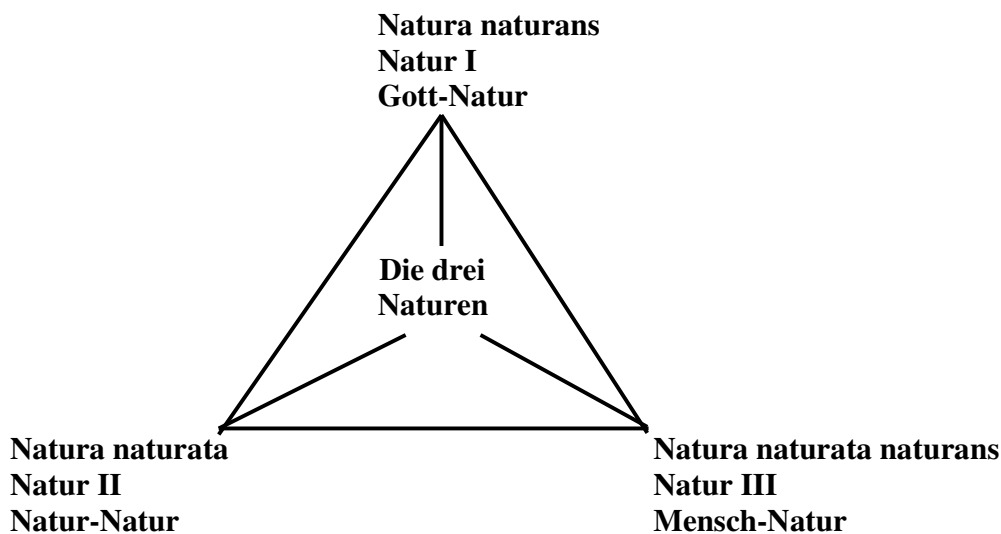 Natura naturans
Natur I
Gott-Natur
Die drei
Naturen
Natura naturata
Natur II
Natur-Natur
Natura naturata naturans
Natur III
Mensch-Natur